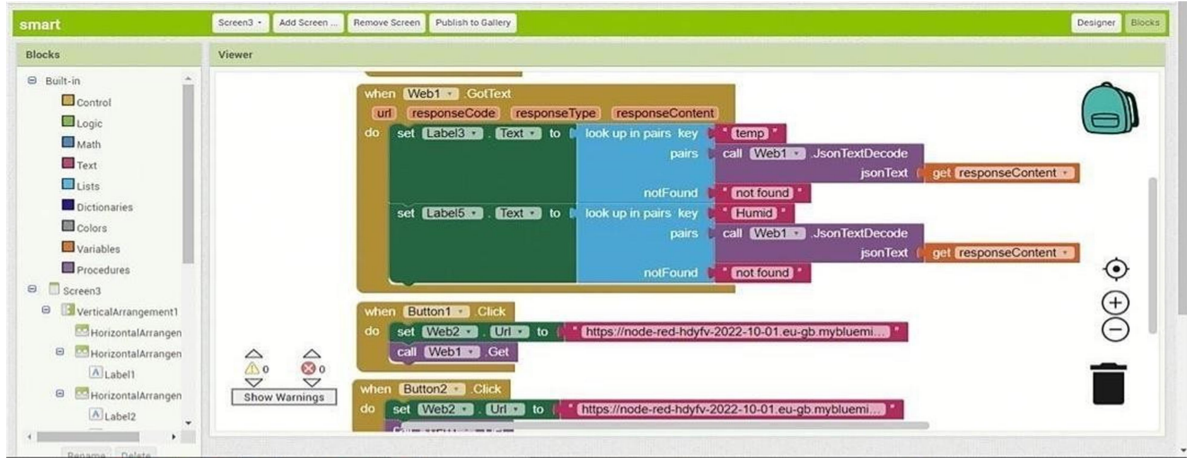 smart
Screen3 Add Screen ... Remove Screen Publish to Gallery
Designer Blocks
Blocks
Viewer
Built-in
Control
Logic
Math
Text
Lists
Dictionaries
Colors
Variables
Procedures
Screen3
VerticalArrangement1
HorizontalArrangen
HorizontalArrangen
Label1
HorizontalArrangen
Label2
Rename Delete
when Web1 .GotText
url responseCode responseType responseContent
do set Label3 . Text to look up in pairs key " temp "
pairs call Web1 .JsonTextDecode
jsonText get responseContent
notFound " not found "
set Label5 . Text to look up in pairs key " Humid "
pairs call Web1 .JsonTextDecode
jsonText get responseContent
notFound " not found "
when Button1 .Click
do set Web2 . Url to " https://node-red-hdyfv-2022-10-01.eu-gb.mybluemi... "
call Web1 .Get
when Button2 .Click
do set Web2 . Url to " https://node-red-hdyfv-2022-10-01.eu-gb.mybluemi... "
0 0
Show Warnings